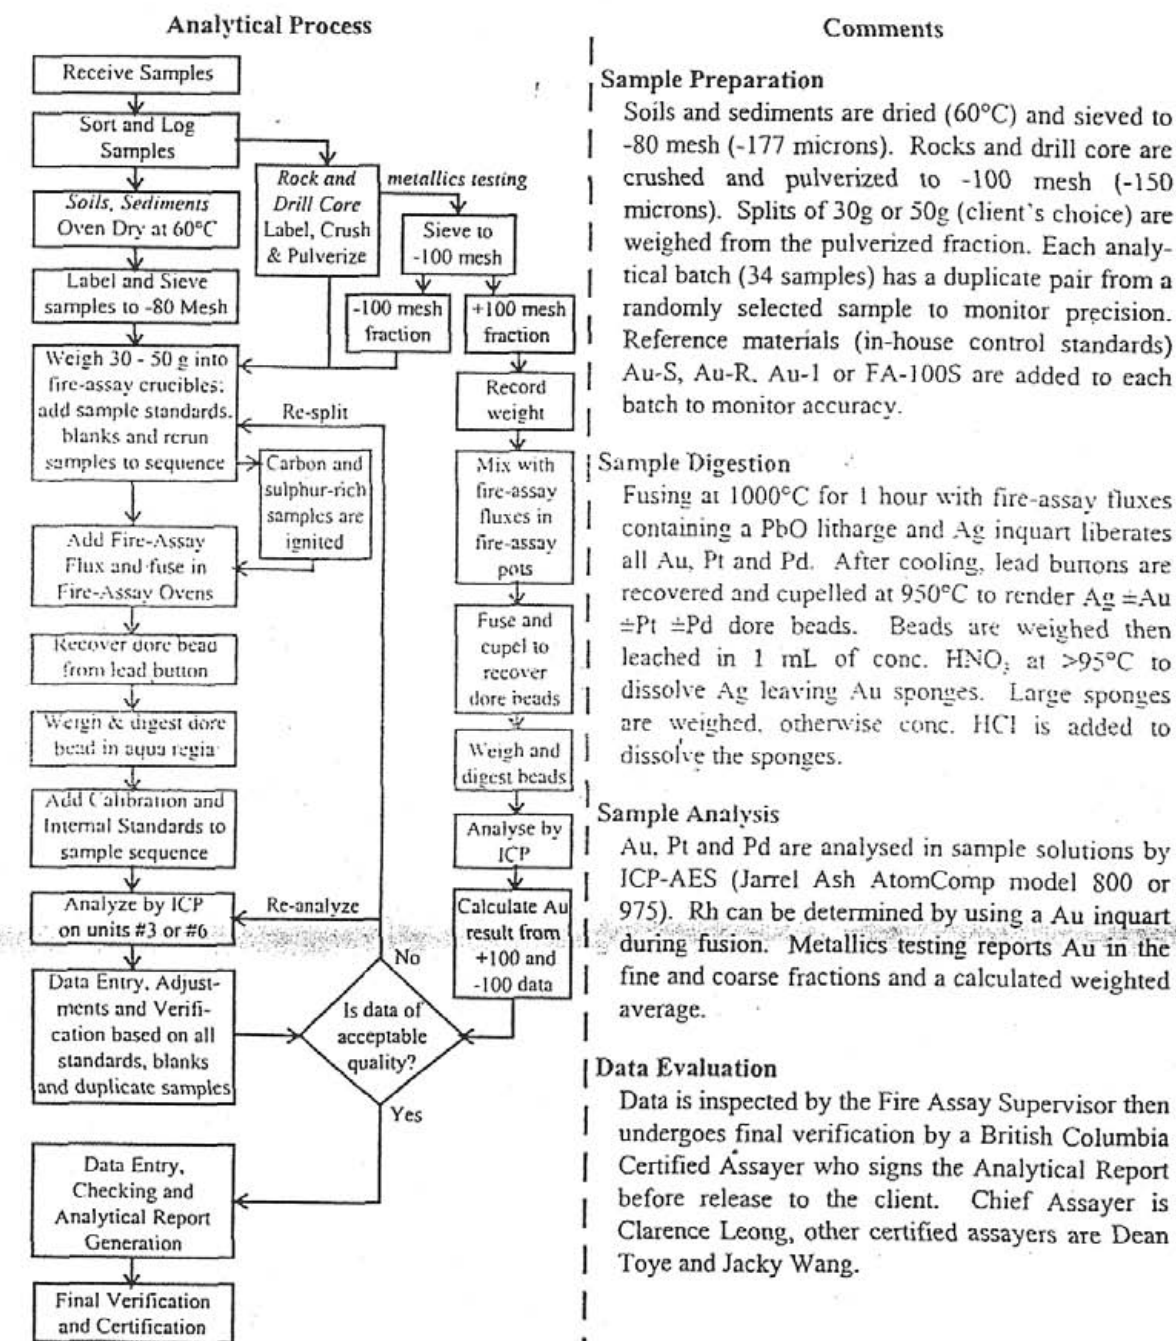 Analytical Process
Receive Samples
Sort and Log
Samples
Soils, Sediments
Oven Dry at 60°C
Label and Sieve
samples to -80 Mesh
Weigh 30 - 50 g into
fire-assay crucibles;
add sample standards,
blanks and rerun
samples to sequence
Add Fire-Assay
Flux and fuse in
Fire-Assay Ovens
Recover dore bead
from lead button
Weigh & digest dore
bead in aqua regia
Add Calibration and
Internal Standards to
sample sequence
Analyze by ICP
on units #3 or #6
Data Entry, Adjust-
ments and Verifi-
cation based on all
standards, blanks
and duplicate samples
Data Entry,
Checking and
Analytical Report
Generation
Final Verification
and Certification
Rock and
Drill Core
Label, Crush
& Pulverize
metallics testing
Sieve to
-100 mesh
-100 mesh
fraction
+100 mesh
fraction
Re-split
Carbon and
sulphur-rich
samples are
ignited
Record
weight
Mix with
fire-assay
fluxes in
fire-assay
pots
Fuse and
cupel to
recover
dore beads
Weigh and
digest beads
Analyse by
ICP
Calculate Au
result from
+100 and
-100 data
Re-analyze
No
Is data of
acceptable
quality?
Yes
Comments
Sample Preparation
Soils and sediments are dried (60°C) and sieved to
-80 mesh (-177 microns). Rocks and drill core are
crushed and pulverized to -100 mesh (-150
microns). Splits of 30g or 50g (client's choice) are
weighed from the pulverized fraction. Each analy-
tical batch (34 samples) has a duplicate pair from a
randomly selected sample to monitor precision.
Reference materials (in-house control standards)
Au-S, Au-R, Au-1 or FA-100S are added to each
batch to monitor accuracy.
Sample Digestion
Fusing at 1000°C for 1 hour with fire-assay fluxes
containing a PbO litharge and Ag inquart liberates
all Au, Pt and Pd. After cooling, lead buttons are
recovered and cupelled at 950°C to render Ag ±Au
±Pt ±Pd dore beads. Beads are weighed then
leached in 1 mL of conc. HNO₃ at >95°C to
dissolve Ag leaving Au sponges. Large sponges
are weighed, otherwise conc. HCl is added to
dissolve the sponges.
Sample Analysis
Au, Pt and Pd are analysed in sample solutions by
ICP-AES (Jarrel Ash AtomComp model 800 or
975). Rh can be determined by using a Au inquart
during fusion. Metallics testing reports Au in the
fine and coarse fractions and a calculated weighted
average.
Data Evaluation
Data is inspected by the Fire Assay Supervisor then
undergoes final verification by a British Columbia
Certified Assayer who signs the Analytical Report
before release to the client. Chief Assayer is
Clarence Leong, other certified assayers are Dean
Toye and Jacky Wang.